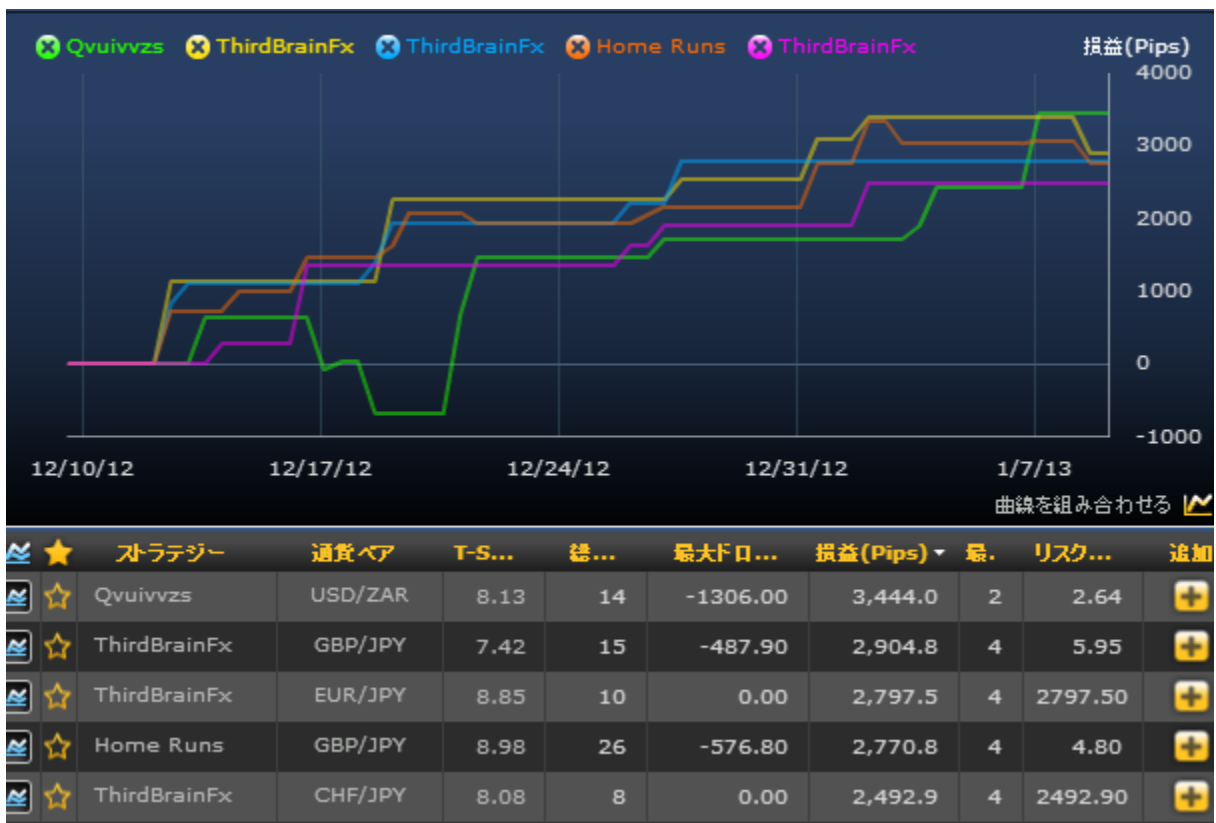 Qvuivvzs ThirdBrainFx ThirdBrainFx Home Runs ThirdBrainFx 損益(Pips)
4000
3000
2000
1000
0
-1000
12/10/12 12/17/12 12/24/12 12/31/12 1/7/13
曲線を組み合わせる
ストラテジー 通貨ペア T-S... 総... 最大ドロ... 損益(Pips) 最. リスク... 追加
Qvuivvzs USD/ZAR 8.13 14 -1306.00 3,444.0 2 2.64
ThirdBrainFx GBP/JPY 7.42 15 -487.90 2,904.8 4 5.95
ThirdBrainFx EUR/JPY 8.85 10 0.00 2,797.5 4 2797.50
Home Runs GBP/JPY 8.98 26 -576.80 2,770.8 4 4.80
ThirdBrainFx CHF/JPY 8.08 8 0.00 2,492.9 4 2492.90